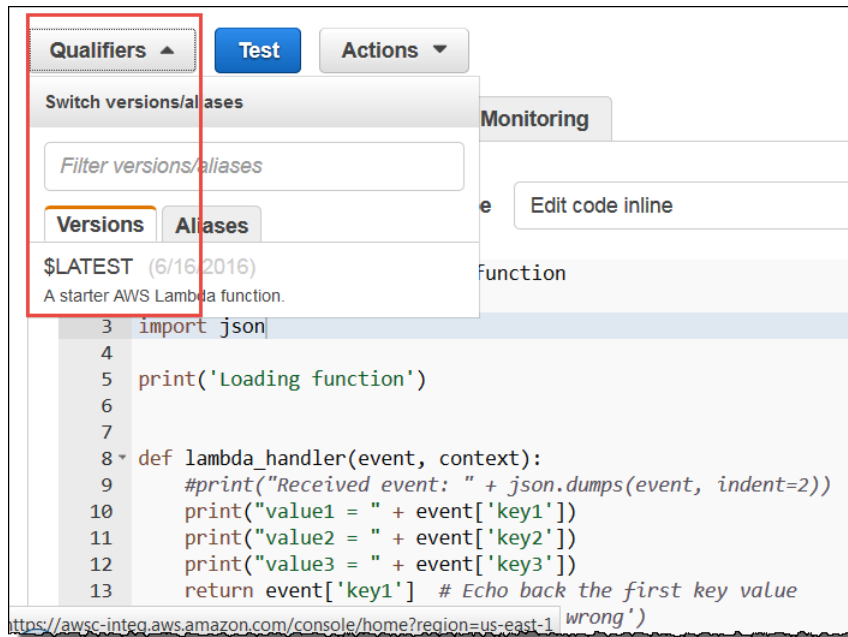 Qualifiers Test Actions
Switch versions/aliases
Monitoring
Filter versions/aliases
e Edit code inline
Versions Aliases
$LATEST (6/16/2016)
function
A starter AWS Lambda function.
3 import json
4
5 print('Loading function')
6
7
8 def lambda_handler(event, context):
9 #print("Received event: " + json.dumps(event, indent=2))
10 print("value1 = " + event['key1'])
11 print("value2 = " + event['key2'])
12 print("value3 = " + event['key3'])
13 return event['key1'] # Echo back the first key value
https://awsc-integ.aws.amazon.com/console/home?region=us-east-1 wrong')